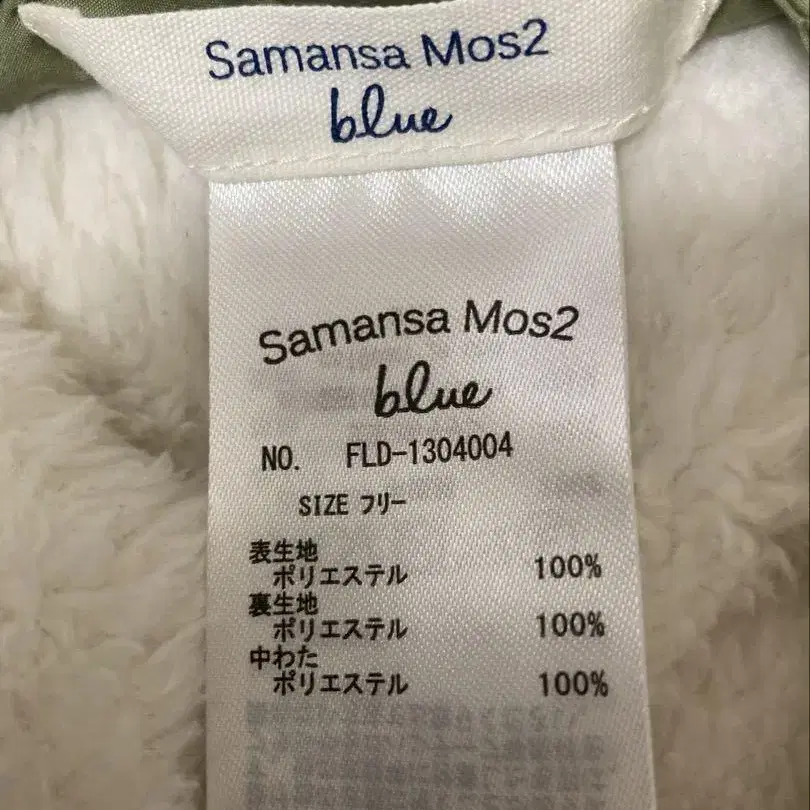 Samansa Mos2
blue
Samansa Mos2
blue
NO. FLD-1304004
SIZE フリー
表生地
ポリエステル 100%
裏生地
ポリエステル 100%
中わた
ポリエステル 100%